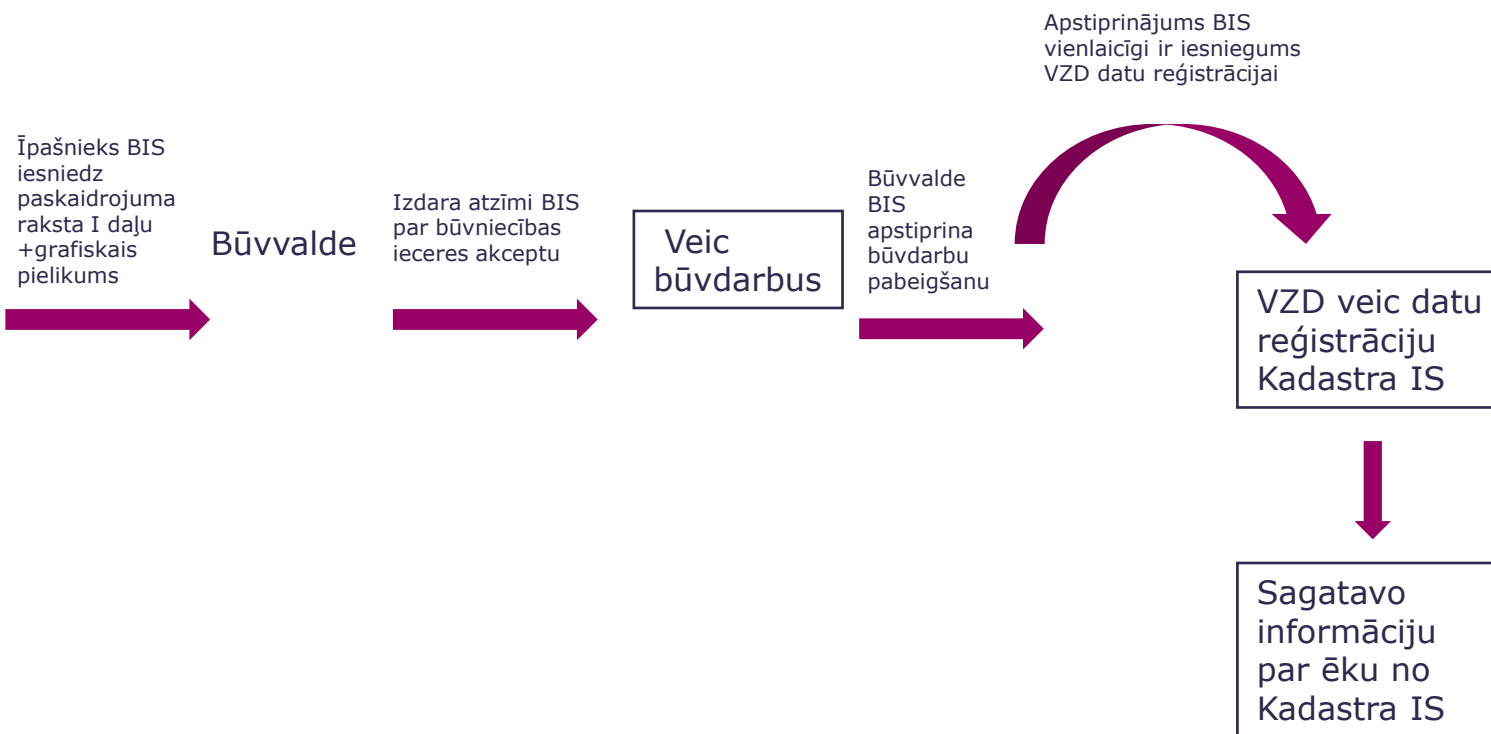 Īpašnieks BIS
iesniedz
paskaidrojuma
raksta I daļu
+grafiskais
pielikums
Būvvalde
Izdara atzīmi BIS
par būvniecības
ieceres akceptu
Veic
būvdarbus
Būvvalde
BIS
apstiprina
būvdarbu
pabeigšanu
Apstiprinājums BIS
vienlaicīgi ir iesniegums
VZD datu reģistrācijai
VZD veic datu
reģistrāciju
Kadastra IS
Sagatavo
informāciju
par ēku no
Kadastra IS